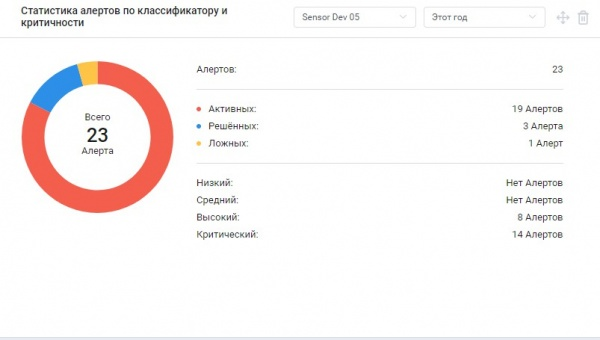 Статистика алертов по классификатору и
критичности
Sensor Dev 05
Этот год
Всего
23
Алерта
Алертов: 23
Активных: 19 Алертов
Решённых: 3 Алерта
Ложных: 1 Алерт
Низкий: Нет Алертов
Средний: Нет Алертов
Высокий: 8 Алертов
Критический: 14 Алертов